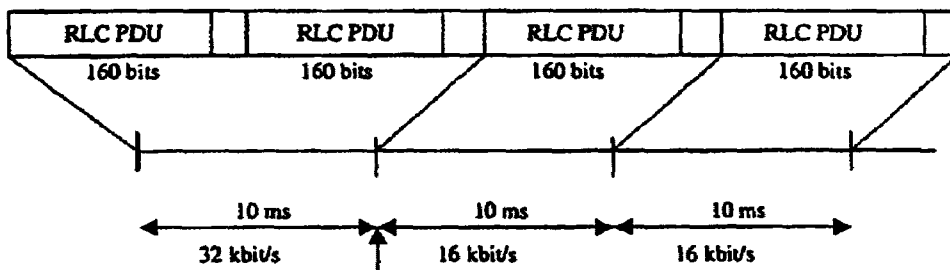 RLC PDU RLC PDU RLC PDU RLC PDU
160 bits 160 bits 160 bits 160 bits
10 ms 10 ms 10 ms
32 kbit/s 16 kbit/s 16 kbit/s